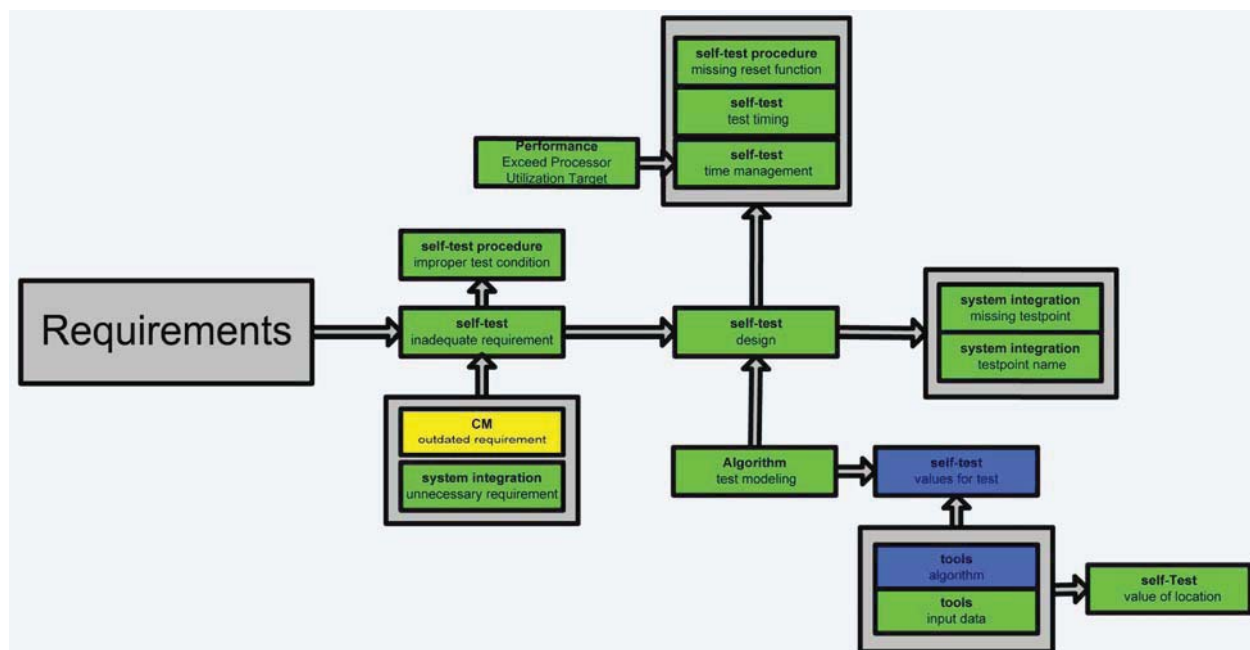 self-test procedure
missing reset function
self-test
test timing
self-test
time management
Performance
Exceed Processor
Utilization Target
self-test procedure
improper test condition
Requirements
self-test
inadequate requirement
self-test
design
system integration
missing testpoint
system integration
testpoint name
CM
outdated requirement
system integration
unnecessary requirement
Algorithm
test modeling
self-test
values for test
tools
algorithm
tools
input data
self-Test
value of location